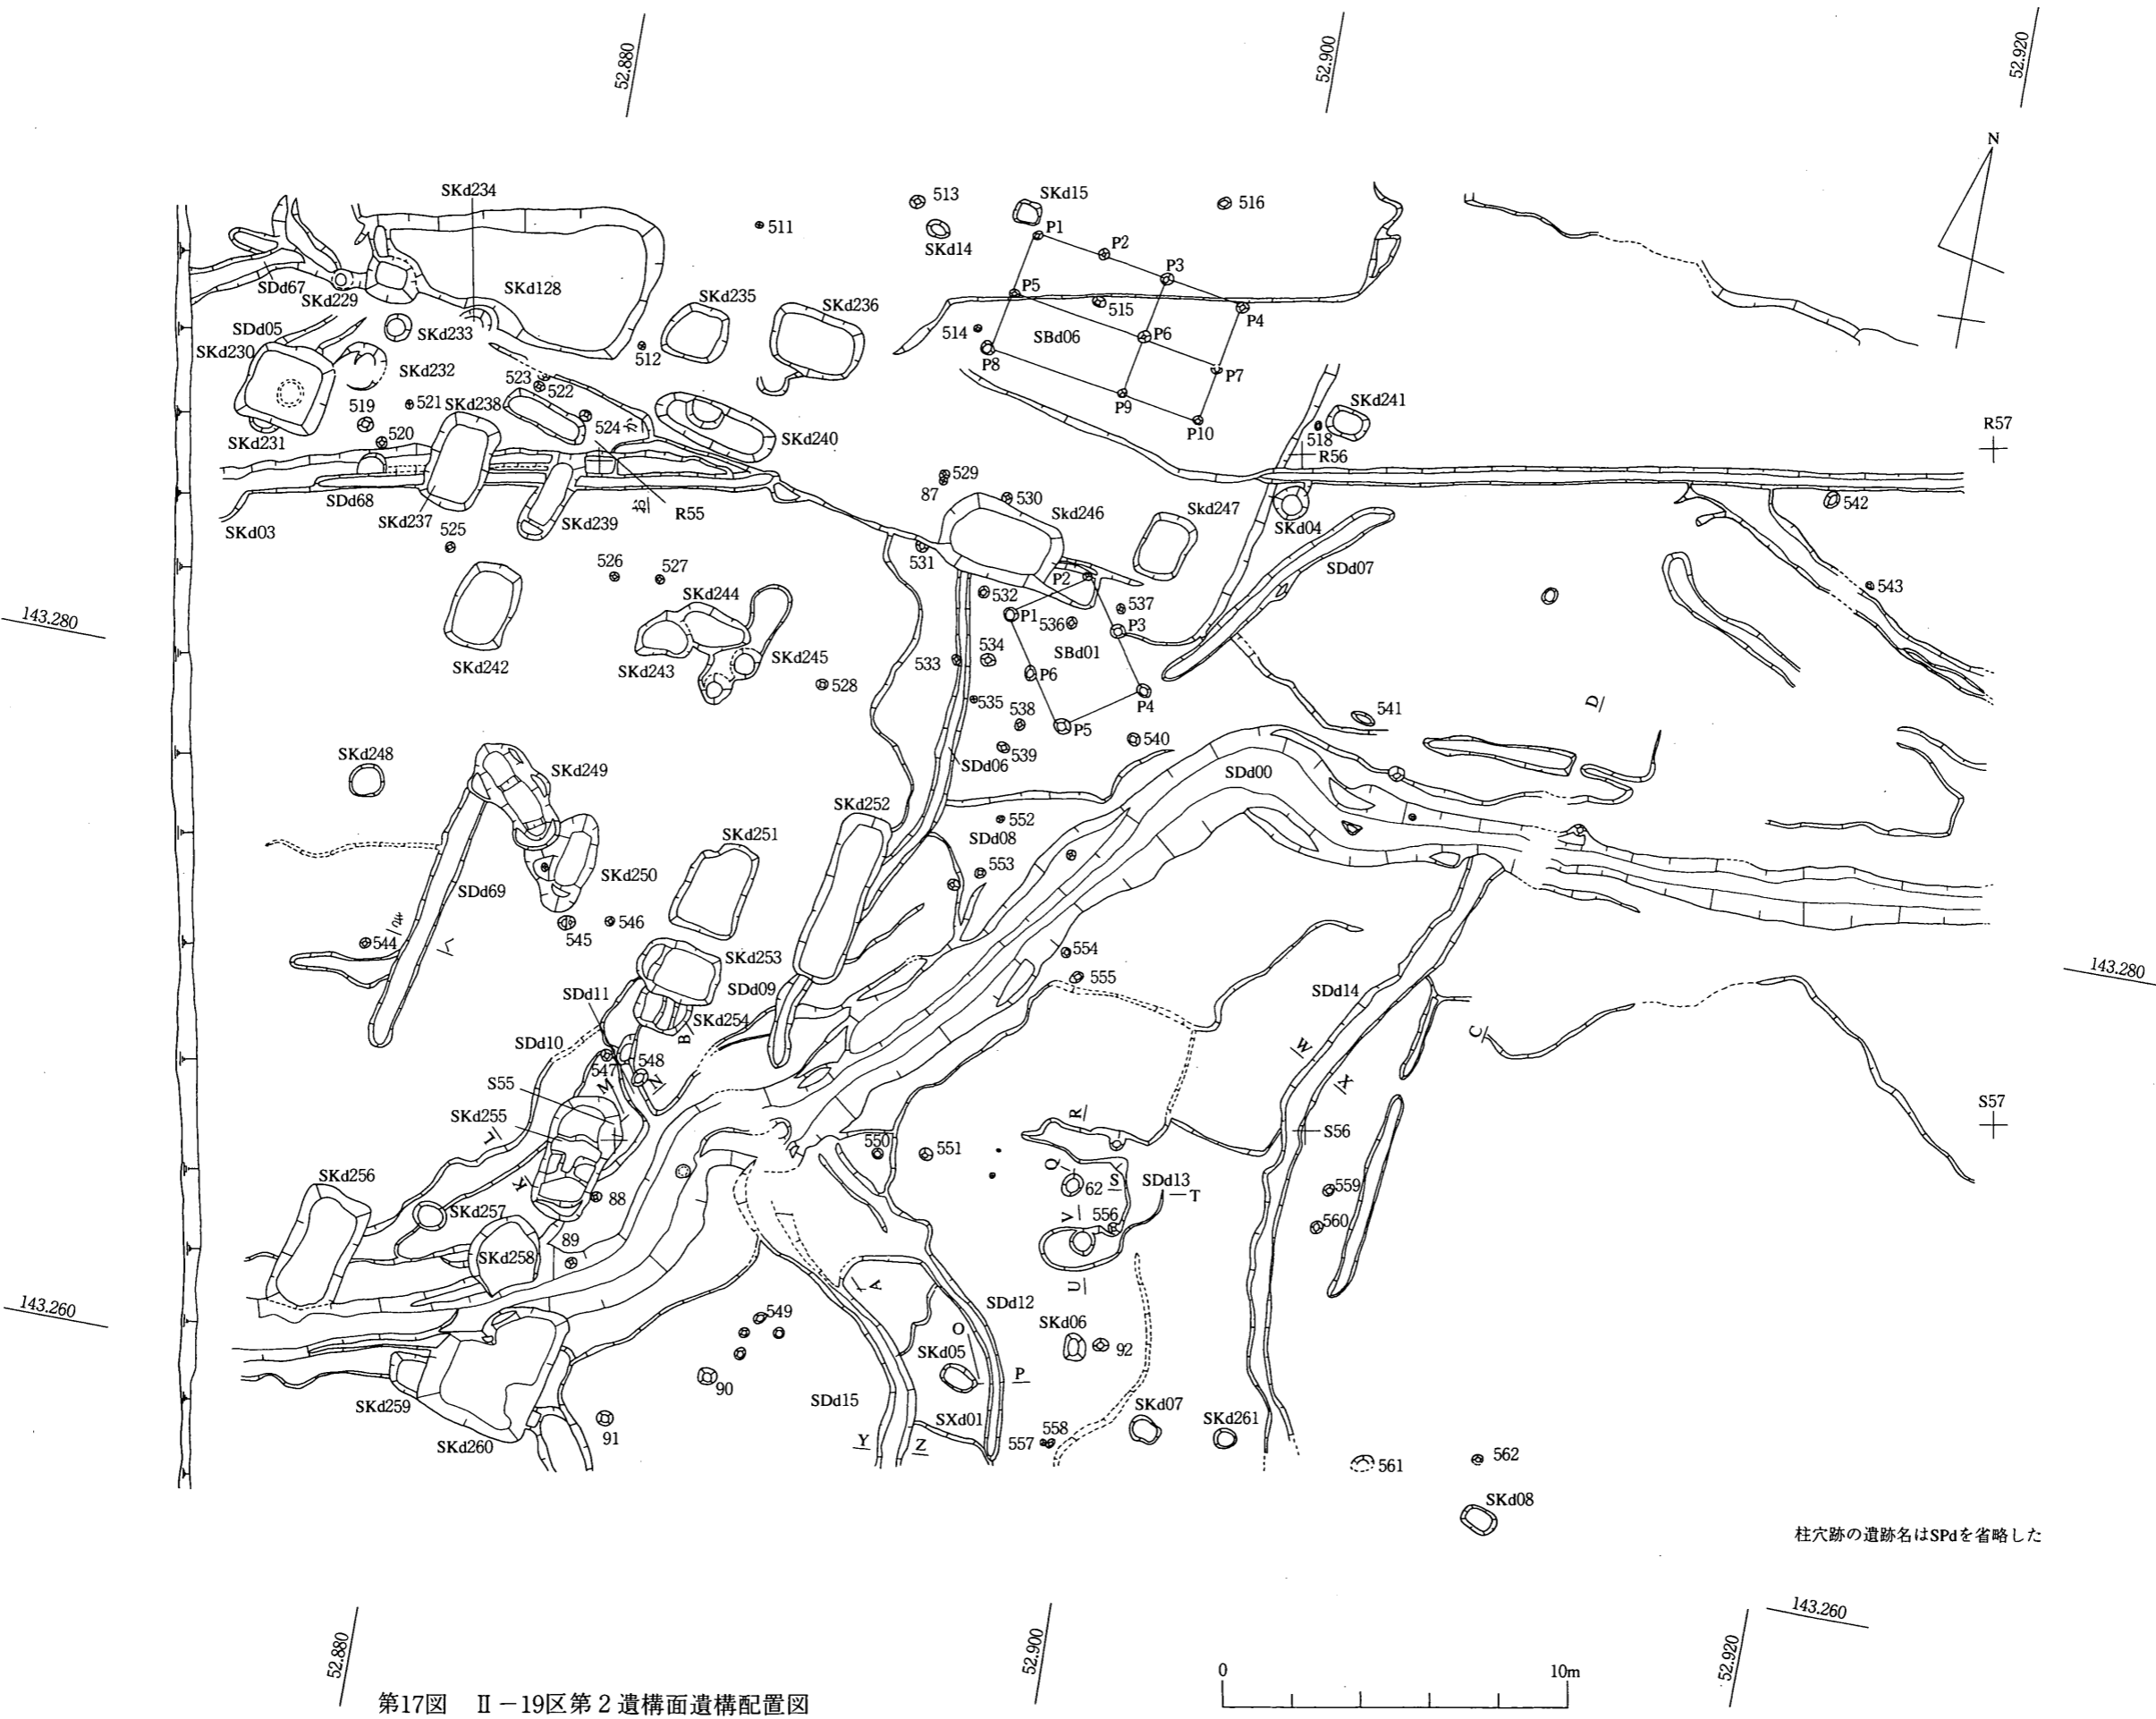 52.880
52.900
52.920
N
SKd234
513
SKd15
516
511
P1
P2
SKd14
P3
SDd67
SKd229
SKd128
SKd235
SKd236
P5
515
P4
SDd05
SKd233
514
SBd06
P6
SKd230
512
P8
P7
SKd232
523
522
519
521
SKd238
524
P9
P10
SKd241
518
R56
R57
SKd231
520
SKd240
SDd68
SKd237
SKd239
R55
529
87
530
Skd246
Skd247
SKd04
542
SKd03
525
526
527
531
P2
SDd07
532
P1
536
537
P3
543
143.280
SKd244
SKd242
SKd243
SKd245
528
533
534
SBd01
P6
535
538
P4
P5
541
D
539
540
SKd248
SKd249
SDd06
SDd00
SKd252
552
SDd08
SKd251
553
SKd250
SDd69
544
545
546
554
SKd253
555
143.280
SDd09
SDd11
SDd14
SKd254
B
C
SDd10
W
547
548
M
N
X
S55
SKd255
L
R
S56
S57
550
551
K
Q
62
S
SDd13
T
SKd256
88
559
SKd257
V
556
560
89
SKd258
A
U
143.260
SDd12
549
O
SKd06
92
SKd05
P
90
SDd15
SKd259
SXd01
SKd07
SKd261
91
SKd260
Y
Z
557
558
561
562
SKd08
柱穴跡の遺跡名はSPdを省略した
143.260
52.880
52.900
52.920
0
10m
第17図 Ⅱ－19区第２遺構面遺構配置図